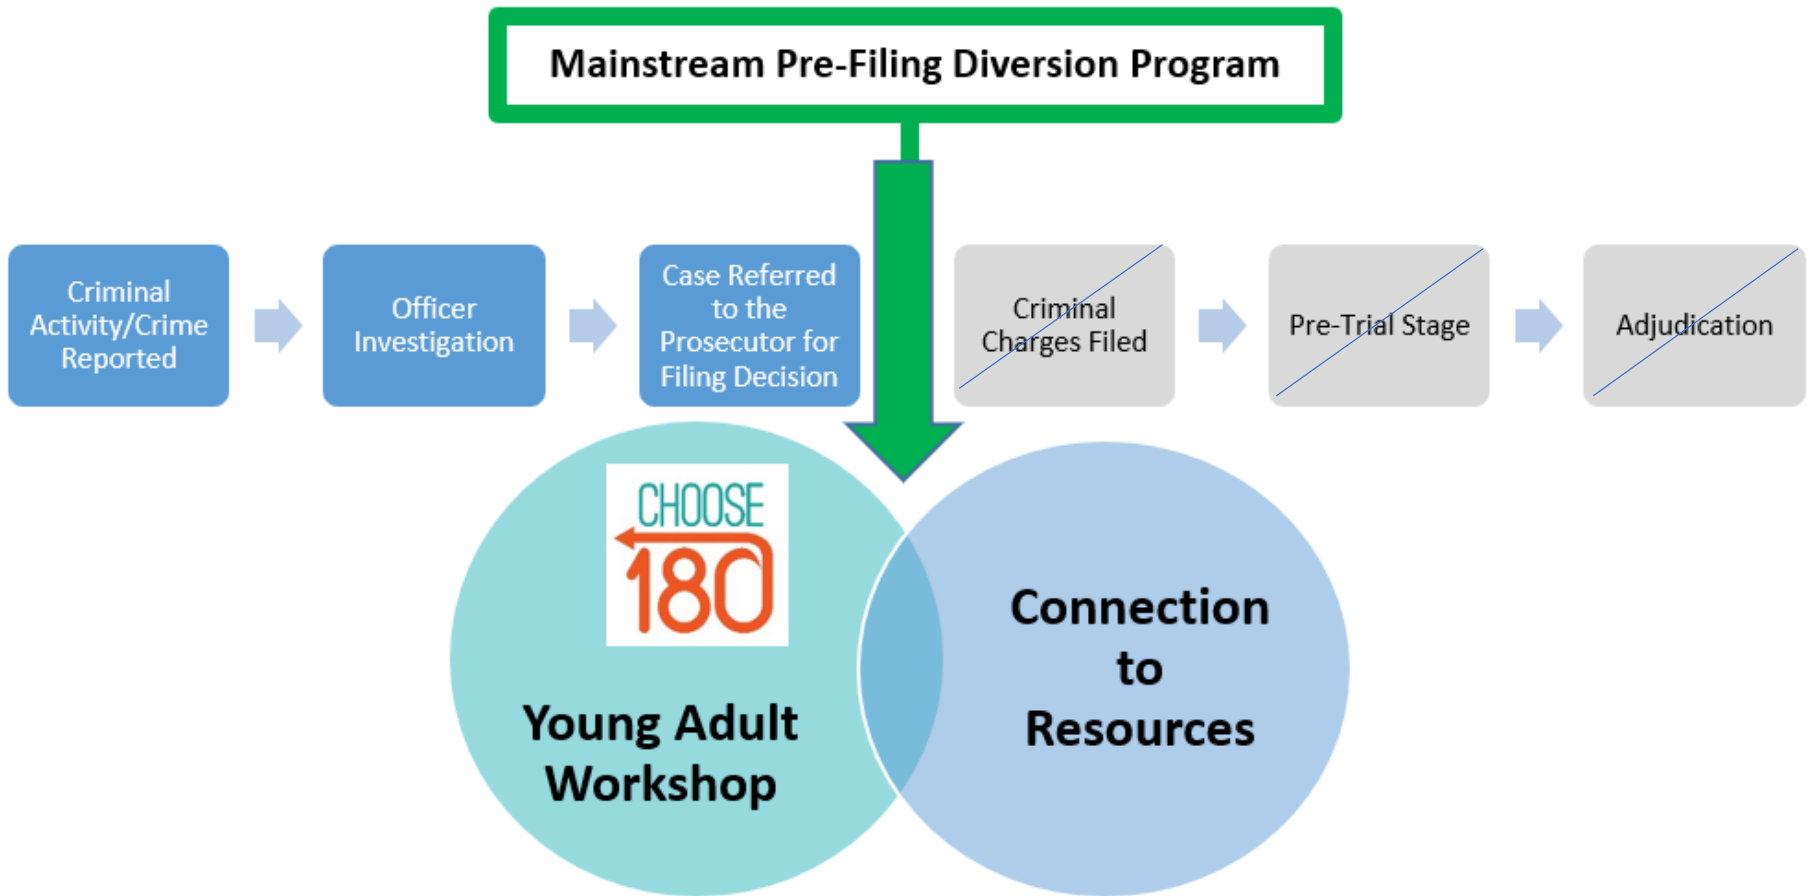 Mainstream Pre-Filing Diversion Program
Criminal
Activity/Crime
Reported
Officer
Investigation
Case Referred
to the
Prosecutor for
Filing Decision
Criminal
Charges Filed
Pre-Trial Stage
Adjudication
CHOOSE
180
Young Adult
Workshop
Connection
to
Resources